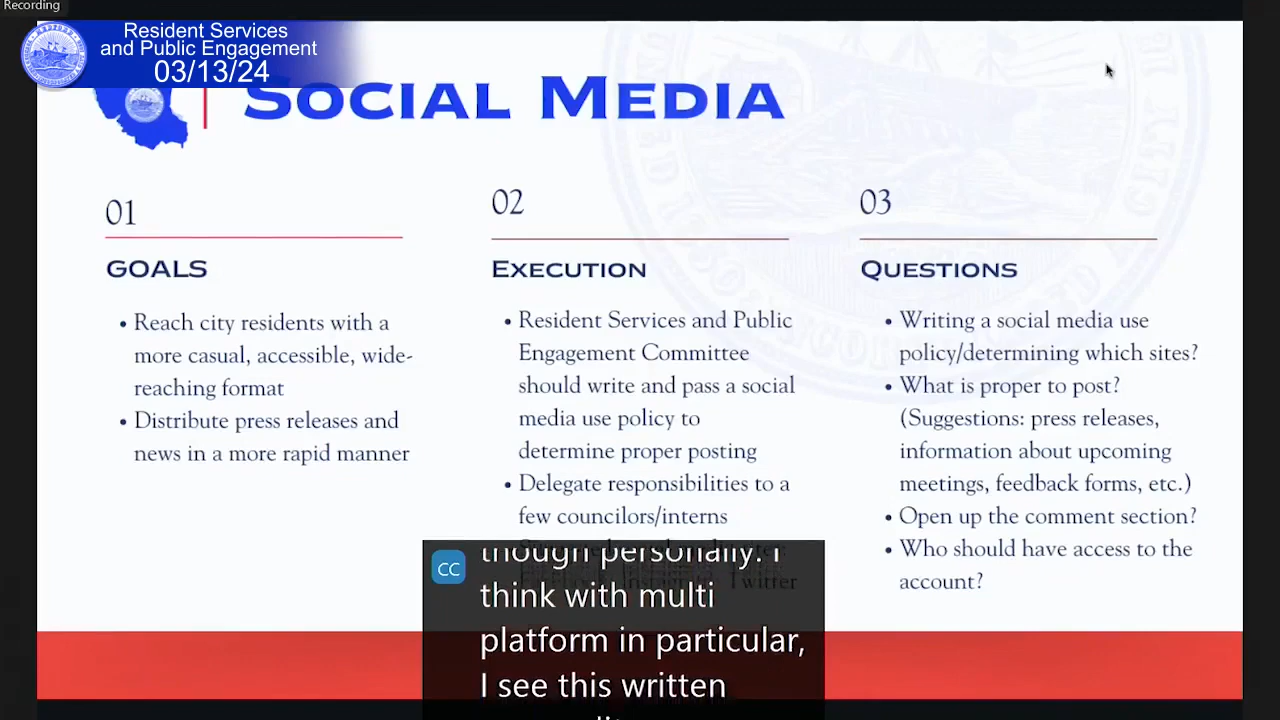 Recording
Resident Services
and Public Engagement
03/13/24
SOCIAL MEDIA
01
GOALS
• Reach city residents with a
more casual, accessible, wide-
reaching format
• Distribute press releases and
news in a more rapid manner
02
EXECUTION
• Resident Services and Public
Engagement Committee
should write and pass a social
media use policy to
determine proper posting
• Delegate responsibilities to a
few councilors/interns
Twitter
03
QUESTIONS
• Writing a social media use
policy/determining which sites?
• What is proper to post?
(Suggestions: press releases,
information about upcoming
meetings, feedback forms, etc.)
• Open up the comment section?
• Who should have access to the
account?
CC
though personally. I
think with multi
platform in particular,
I see this written